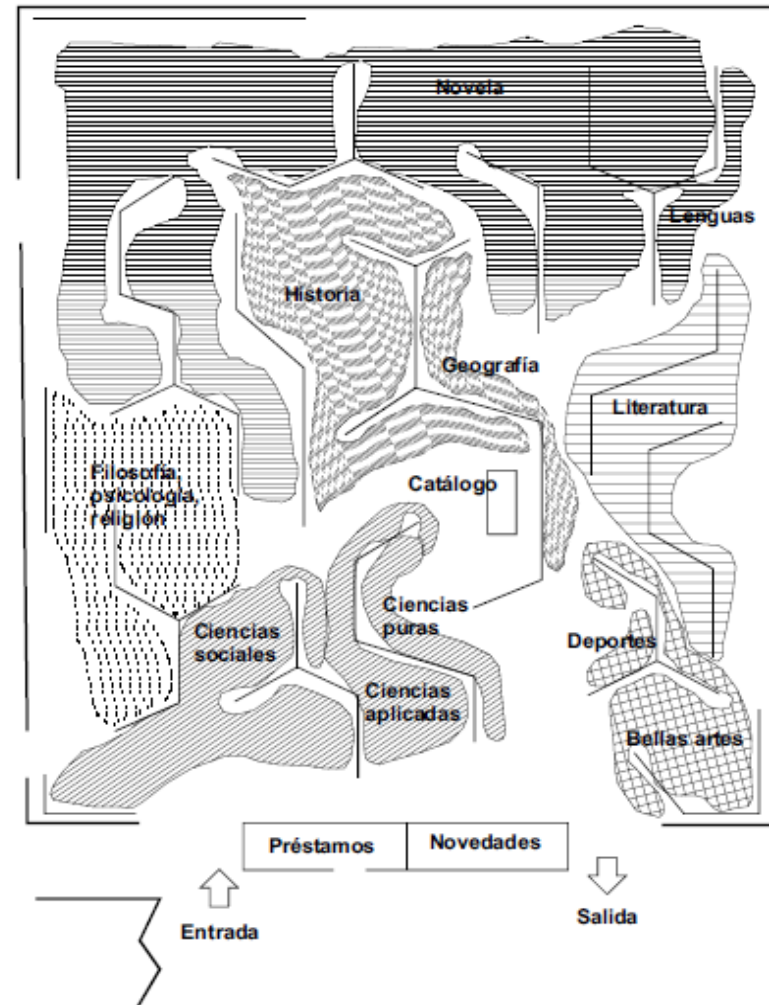 Novela
Lenguas
Historia
Geografía
Literatura
Filosofía,
psicología,
religión
Catálogo
Ciencias
puras
Ciencias
sociales
Deportes
Ciencias
aplicadas
Bellas artes
Préstamos
Novedades
Entrada
Salida